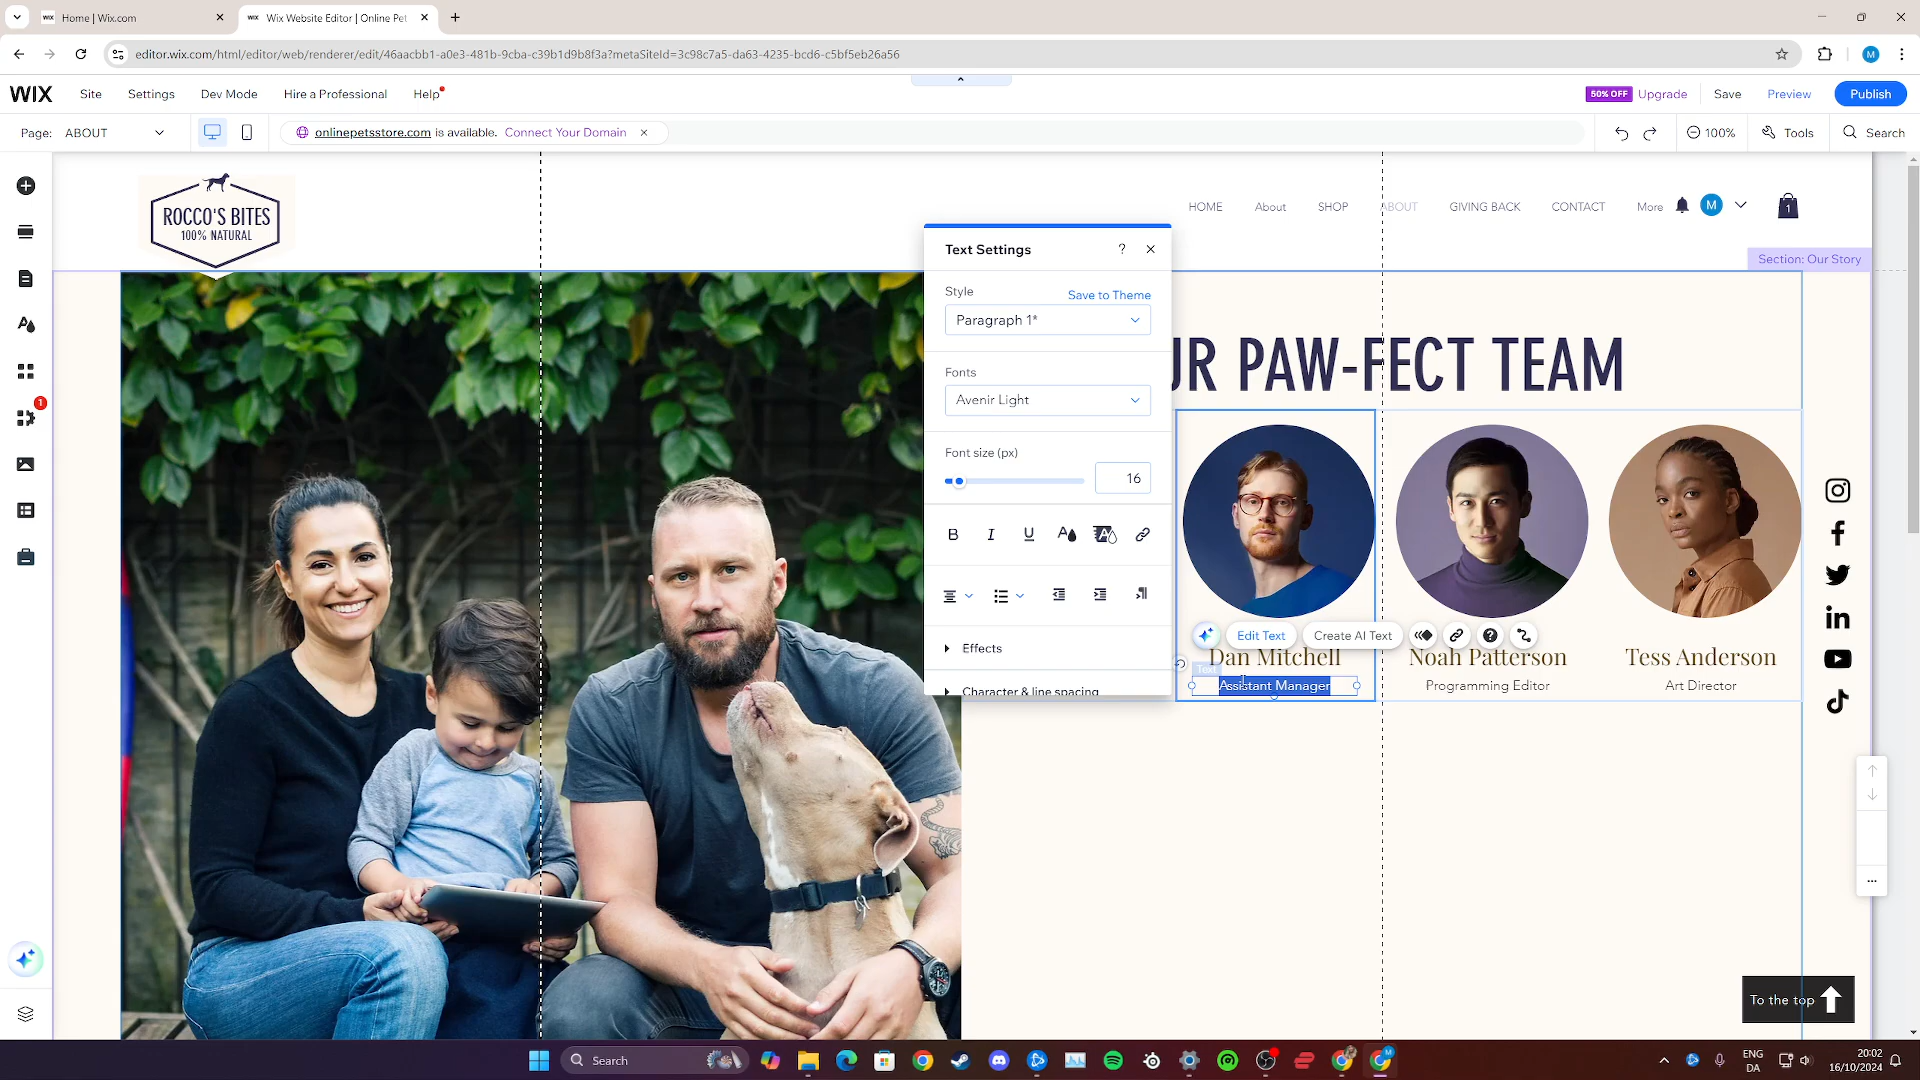 Home | Wix.com
Wix Website Editor | Online Pet
editor.wix.com/html/editor/web/renderer/edit/46aacbb1-a0e3-481b-9cba-c39b1d9b8f3a?metaSiteId=3c98c7a5-da63-4235-bcd6-c5bf5eb26a56
M
WIX
Site
Settings
Dev Mode
Hire a Professional
Help
50% OFF
Upgrade
Save
Preview
Publish
Page: ABOUT
onlinepetsstore.com is available. Connect Your Domain
100%
Tools
Search
ROCCO'S BITES
100% NATURAL
HOME
About
SHOP
ABOUT
GIVING BACK
CONTACT
More
M
1
Section: Our Story
Text Settings
?
Style
Save to Theme
Paragraph 1*
Fonts
Avenir Light
Font size (px)
16
B
I
U
Effects
Character & line spacing
UR PAW-FECT TEAM
1
Edit Text
Create AI Text
Dan Mitchell
Noah Patterson
Tess Anderson
Text
Assistant Manager
Programming Editor
Art Director
To the top
Search
ENG
DA
20:02
16/10/2024